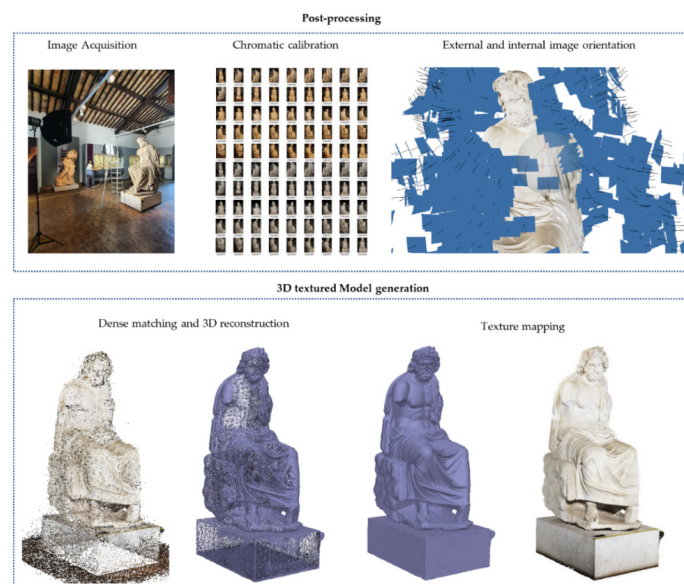 Post-processing
Image Acquisition
Chromatic calibration
External and internal image orientation
3D textured Model generation
Dense matching and 3D reconstruction
Texture mapping